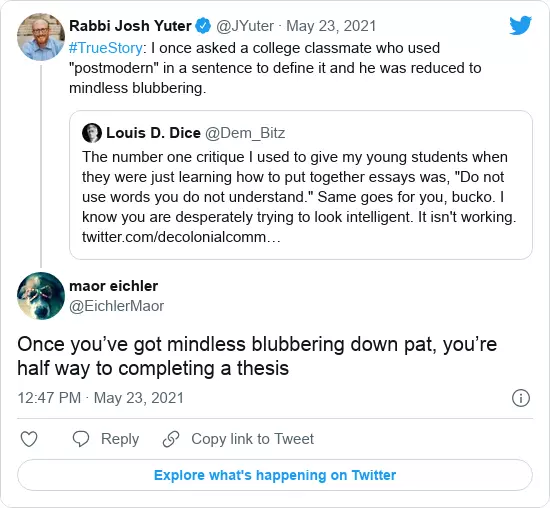 Rabbi Josh Yuter @JYuter · May 23, 2021
#TrueStory: I once asked a college classmate who used
"postmodern" in a sentence to define it and he was reduced to
mindless blubbering.
Louis D. Dice @Dem_Bitz
The number one critique I used to give my young students when
they were just learning how to put together essays was, "Do not
use words you do not understand." Same goes for you, bucko. I
know you are desperately trying to look intelligent. It isn't working.
twitter.com/decolonialcomm…
maor eichler
@EichlerMaor
Once you’ve got mindless blubbering down pat, you’re
half way to completing a thesis
12:47 PM · May 23, 2021
Reply
Copy link to Tweet
Explore what's happening on Twitter